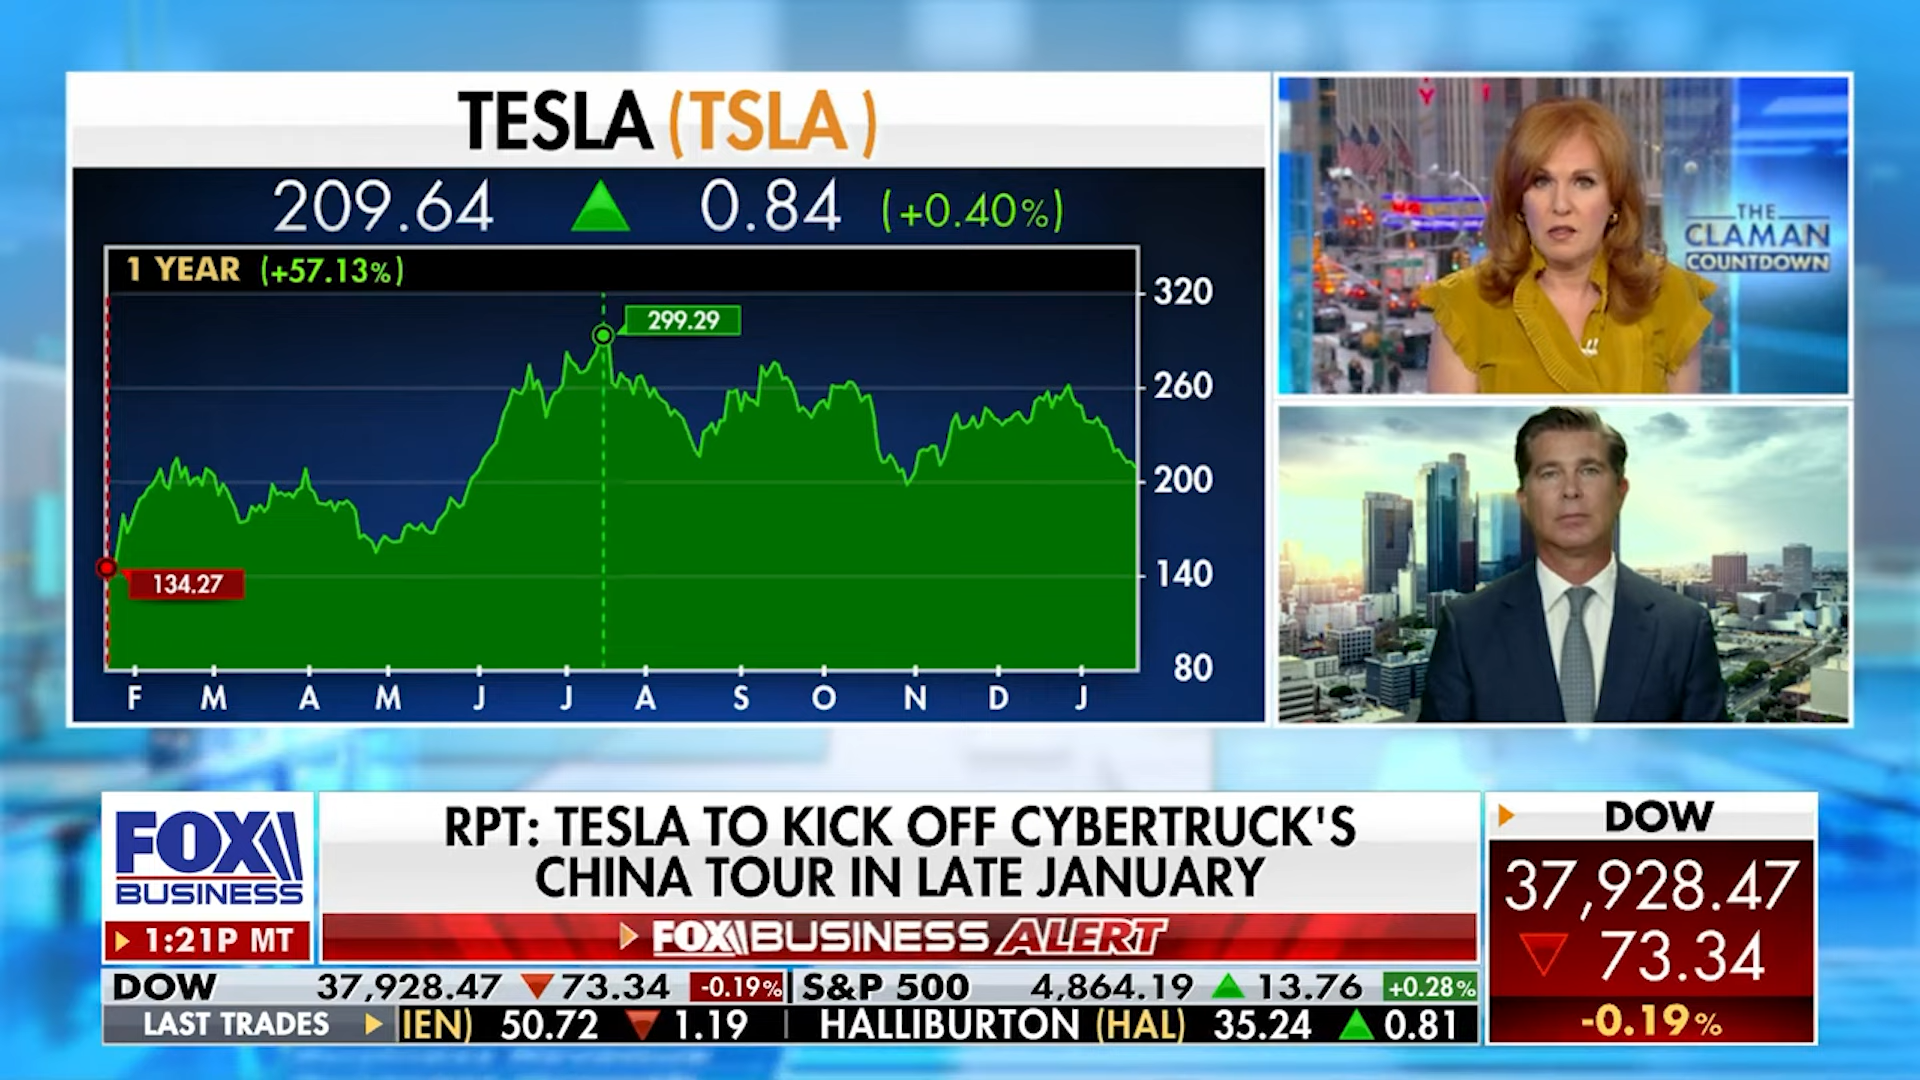 TESLA (TSLA )
209.64 ▲ 0.84 (+0.40%)
1 YEAR (+57.13%)
299.29
134.27
320
260
200
140
80
F M A M J J A S O N D J
THE
CLAMAN
COUNTDOWN
FOX
BUSINESS
1:21P MT
RPT: TESLA TO KICK OFF CYBERTRUCK'S
CHINA TOUR IN LATE JANUARY
FOX BUSINESS ALERT
DOW
37,928.47
▼ 73.34
-0.19%
DOW 37,928.47 ▼ 73.34 -0.19% S&P 500 4,864.19 ▲ 13.76 +0.28%
LAST TRADES IEN) 50.72 ▼ 1.19 HALLIBURTON (HAL) 35.24 ▲ 0.81